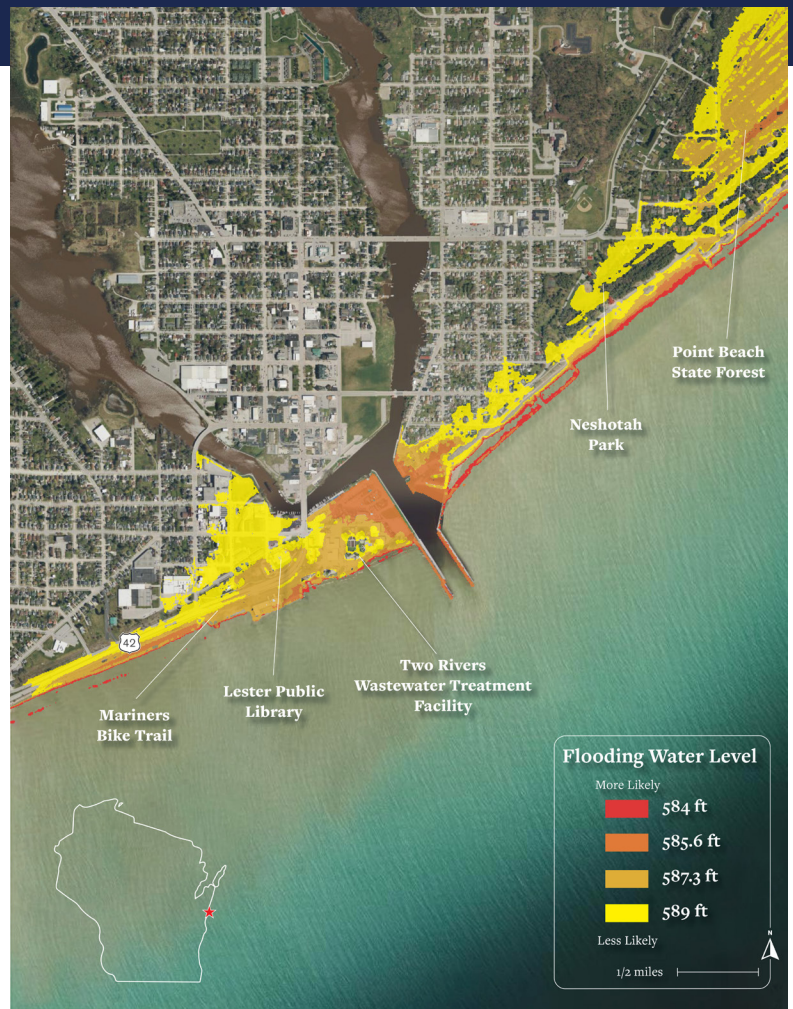 Point Beach
State Forest
Neshotah
Park
42
Two Rivers
Wastewater Treatment
Facility
Lester Public
Library
Mariners
Bike Trail
Flooding Water Level
More Likely
584 ft
585.6 ft
587.3 ft
589 ft
Less Likely
N
1/2 miles